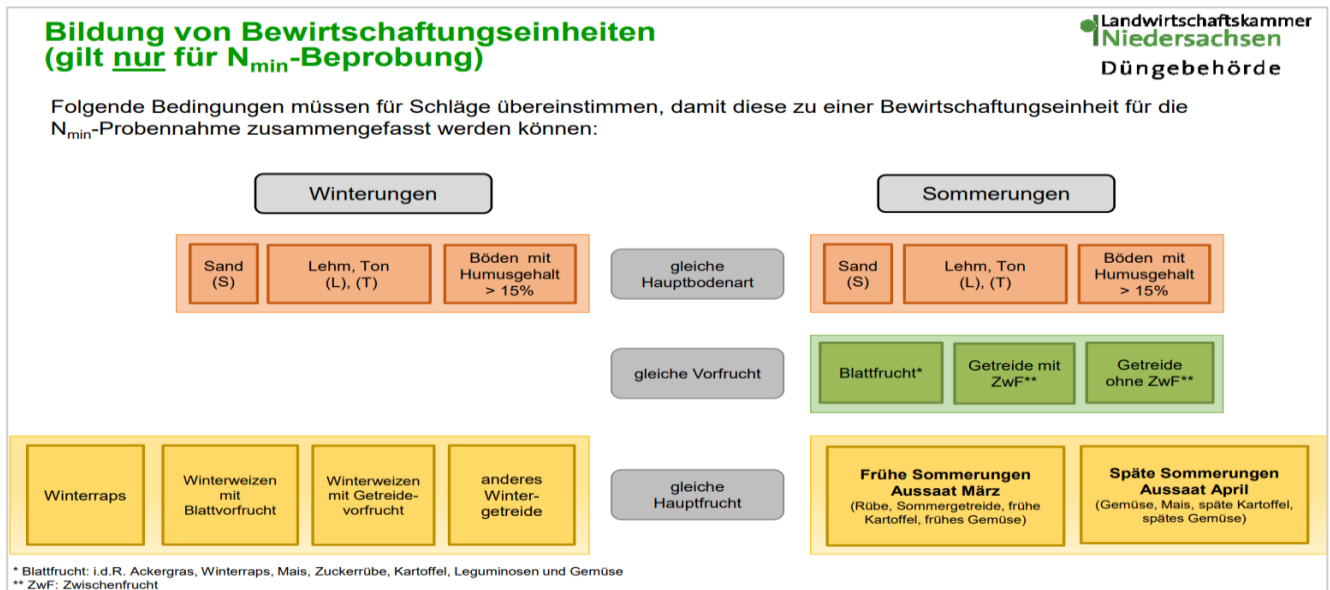 Bildung von Bewirtschaftungseinheiten
(gilt nur für Nmin-Beprobung)
Landwirtschaftskammer
Niedersachsen
Düngebehörde
Folgende Bedingungen müssen für Schläge übereinstimmen, damit diese zu einer Bewirtschaftungseinheit für die
Nmin-Probennahme zusammengefasst werden können:
Winterungen
Sommerungen
Sand
(S)
Lehm, Ton
(L), (T)
Böden mit
Humusgehalt
> 15%
gleiche
Hauptbodenart
Sand
(S)
Lehm, Ton
(L), (T)
Böden mit
Humusgehalt
> 15%
gleiche Vorfrucht
Blattfrucht*
Getreide mit
ZwF**
Getreide
ohne ZwF**
Winterraps
Winterweizen
mit
Blattvorfrucht
Winterweizen
mit Getreide-
vorfrucht
anderes
Winter-
getreide
gleiche
Hauptfrucht
Frühe Sommerungen
Aussaat März
(Rübe, Sommergetreide, frühe
Kartoffel, frühes Gemüse)
Späte Sommerungen
Aussaat April
(Gemüse, Mais, späte Kartoffel,
spätes Gemüse)
* Blattfrucht: i.d.R. Ackergras, Winterraps, Mais, Zuckerrübe, Kartoffel, Leguminosen und Gemüse
** ZwF: Zwischenfrucht